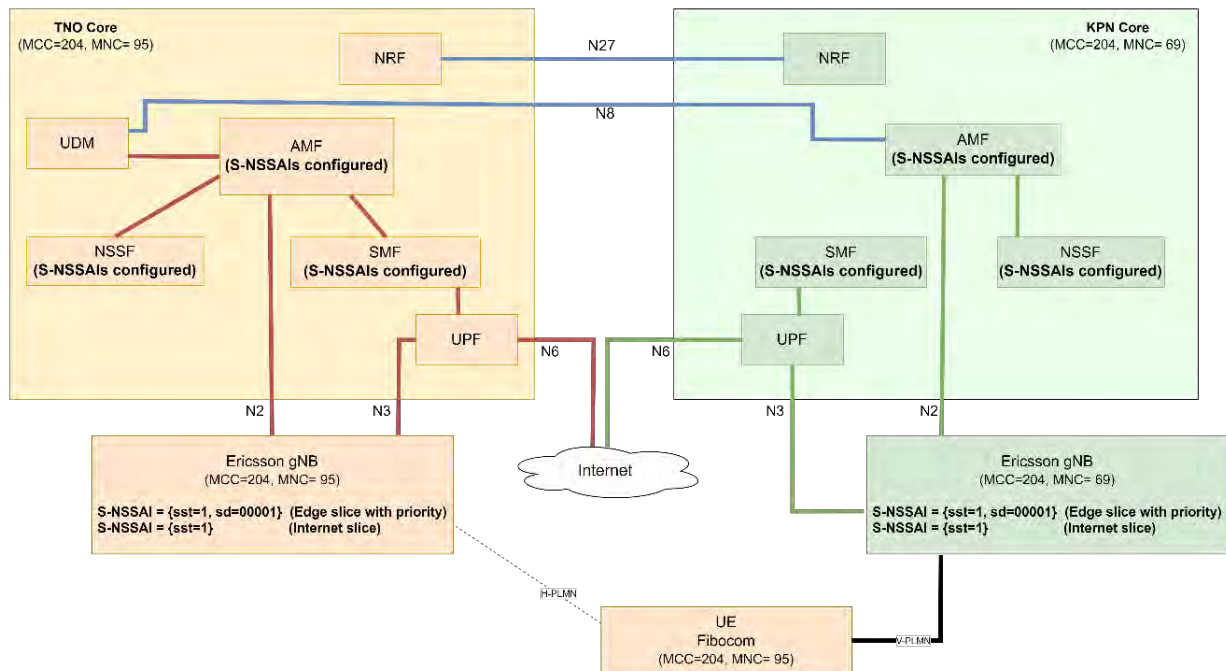 TNO Core
(MCC=204, MNC= 95)
KPN Core
(MCC=204, MNC= 69)
NRF
N27
NRF
N8
UDM
AMF
(S-NSSAIs configured)
AMF
(S-NSSAIs configured)
NSSF
(S-NSSAIs configured)
SMF
(S-NSSAIs configured)
SMF
(S-NSSAIs configured)
NSSF
(S-NSSAIs configured)
UPF
N6
N6
UPF
N2
N3
N3
N2
Ericsson gNB
(MCC=204, MNC= 95)
S-NSSAI = {sst=1, sd=00001} (Edge slice with priority)
S-NSSAI = {sst=1} (Internet slice)
Internet
Ericsson gNB
(MCC=204, MNC= 69)
S-NSSAI = {sst=1, sd=00001} (Edge slice with priority)
S-NSSAI = {sst=1} (Internet slice)
H-PLMN
UE
Fibocom
(MCC=204, MNC= 95)
V-PLMN